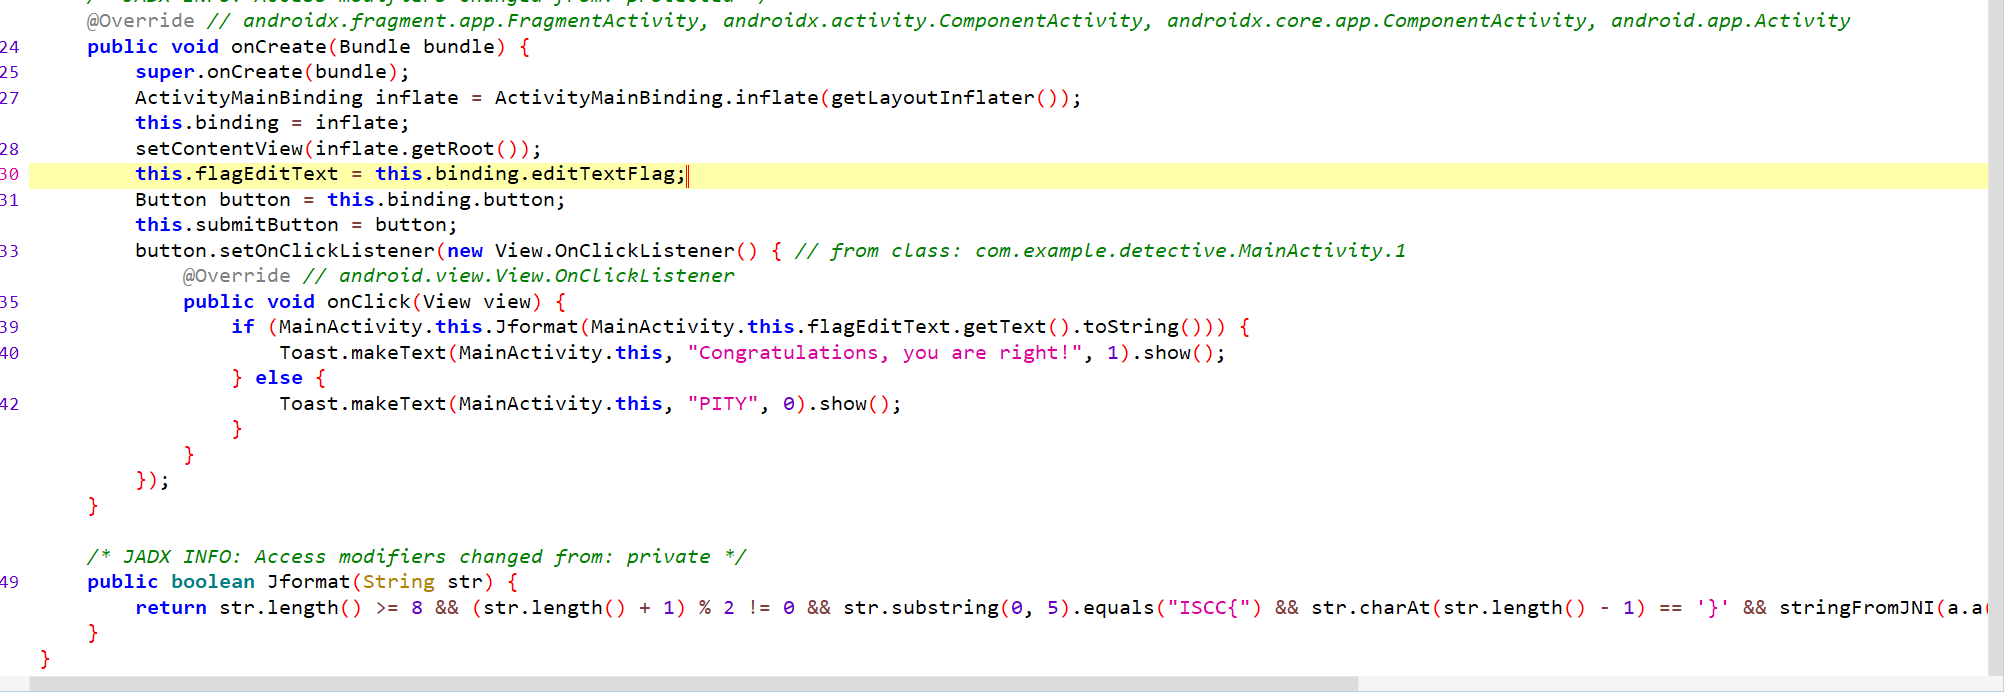 /* JADX INFO: Access modifiers changed from: protected */
@Override // androidx.fragment.app.FragmentActivity, androidx.activity.ComponentActivity, androidx.core.app.ComponentActivity, android.app.Activity
24 public void onCreate(Bundle bundle) {
25 super.onCreate(bundle);
27 ActivityMainBinding inflate = ActivityMainBinding.inflate(getLayoutInflater());
this.binding = inflate;
28 setContentView(inflate.getRoot());
30 this.flagEditText = this.binding.editTextFlag;
31 Button button = this.binding.button;
this.submitButton = button;
33 button.setOnClickListener(new View.OnClickListener() { // from class: com.example.detective.MainActivity.1
@Override // android.view.View.OnClickListener
35 public void onClick(View view) {
39 if (MainActivity.this.Jformat(MainActivity.this.flagEditText.getText().toString())) {
40 Toast.makeText(MainActivity.this, "Congratulations, you are right!", 1).show();
} else {
42 Toast.makeText(MainActivity.this, "PITY", 0).show();
}
}
});
}
/* JADX INFO: Access modifiers changed from: private */
49 public boolean Jformat(String str) {
return str.length() >= 8 && (str.length() + 1) % 2 != 0 && str.substring(0, 5).equals("ISCC{") && str.charAt(str.length() - 1) == '}' && stringFromJNI(a.a(
}
}